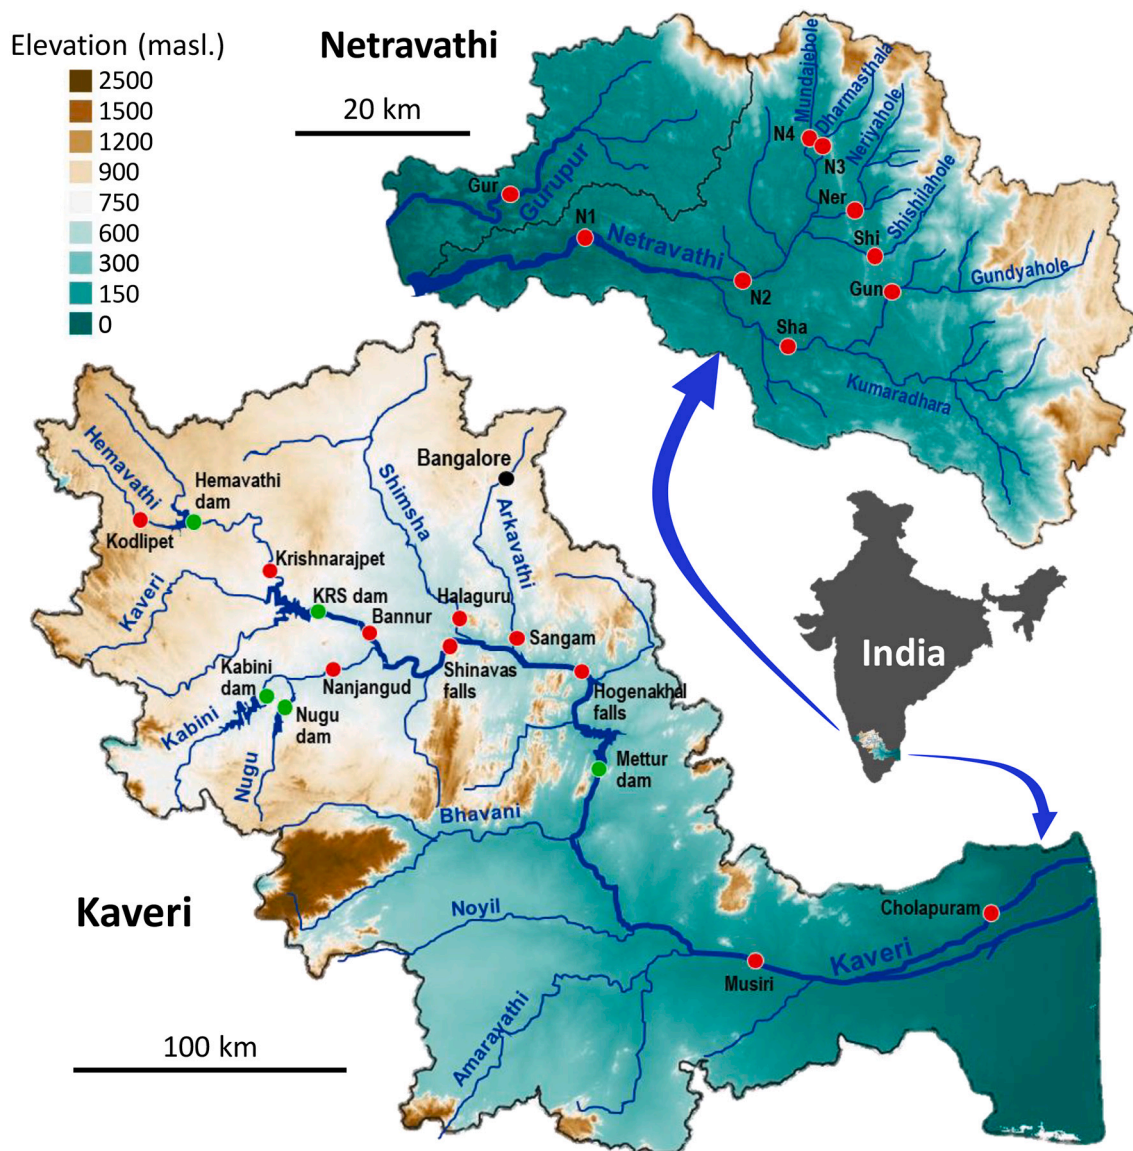 Elevation (masl.)
2500
1500
1200
900
750
600
300
150
0
Netravathi
20 km
Mundajehole
Dharmasthala
Neriyahole
Shishilahole
Gundyahole
Kumaradhara
Gurupur
Netravathi
Gur
N1
N2
N4
N3
Ner
Shi
Gun
Sha
Hemavathi
Hemavathi
dam
Kodlipet
Krishnarajpet
Kaveri
KRS dam
Bannur
Shimsha
Bangalore
Arkavathi
Halaguru
Sangam
Shinavas
falls
Hogenakhal
falls
Kabini
dam
Nanjangud
Nugu
dam
Kabini
Nugu
Mettur
dam
Bhavani
India
Kaveri
Noyil
Amaravathi
Musiri
Kaveri
Cholapuram
100 km